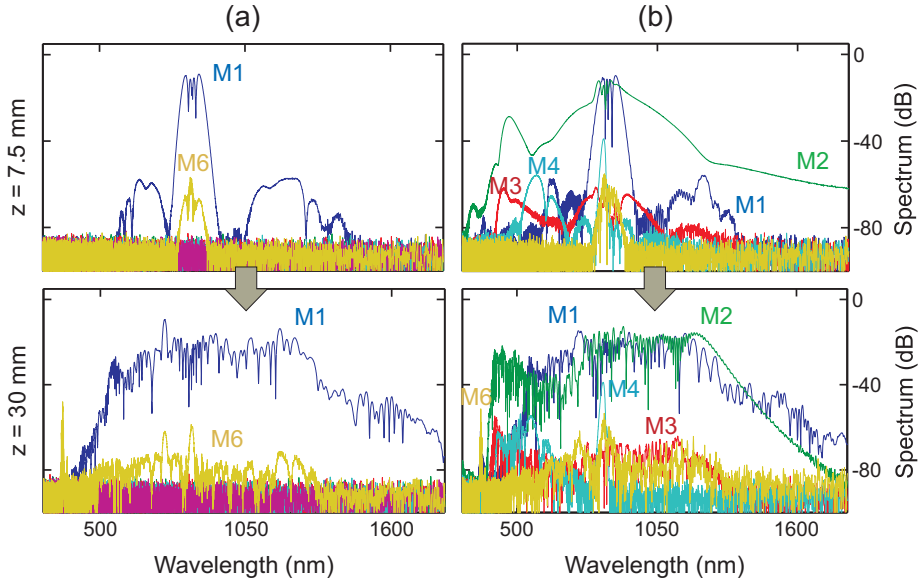 (a)
(b)
z = 7.5 mm
M1
M6
M4
M3
M2
M1
0
-40
-80
Spectrum (dB)
z = 30 mm
M1
M6
M1
M2
M6
M4
M3
0
-40
-80
Spectrum (dB)
500 1050 1600
500 1050 1600
Wavelength (nm)
Wavelength (nm)